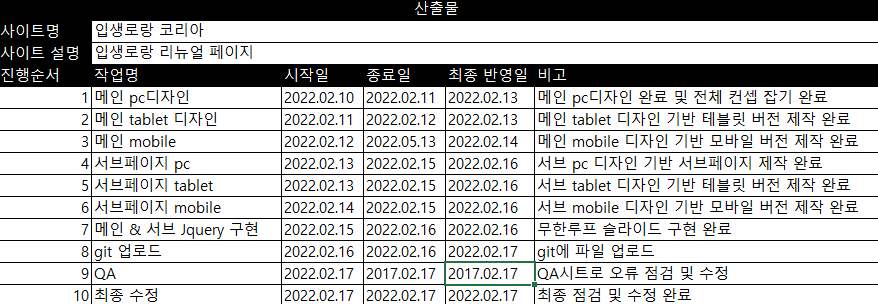 산출물
사이트명 입생로랑 코리아
사이트 설명 입생로랑 리뉴얼 페이지
진행순서 작업명 시작일 종료일 최종 반영일 비고
1 메인 pc디자인 2022.02.10 2022.02.11 2022.02.13 메인 pc디자인 완료 및 전체 컨셉 잡기 완료
2 메인 tablet 디자인 2022.02.11 2022.02.12 2022.02.13 메인 tablet 디자인 기반 테블릿 버전 제작 완료
3 메인 mobile 2022.02.12 2022.05.13 2022.02.14 메인 mobile 디자인 기반 모바일 버전 제작 완료
4 서브페이지 pc 2022.02.13 2022.02.15 2022.02.16 서브 pc 디자인 기반 서브페이지 제작 완료
5 서브페이지 tablet 2022.02.13 2022.02.15 2022.02.16 서브 tablet 디자인 기반 테블릿 버전 제작 완료
6 서브페이지 mobile 2022.02.14 2022.02.15 2022.02.16 서브 mobile 디자인 기반 모바일 버전 제작 완료
7 메인 & 서브 Jquery 구현 2022.02.15 2022.02.16 2022.02.16 무한루프 슬라이드 구현 완료
8 git 업로드 2022.02.16 2022.02.16 2022.02.17 git에 파일 업로드
9 QA 2022.02.17 2017.02.17 2017.02.17 QA시트로 오류 점검 및 수정
10 최종 수정 2022.02.17 2022.02.17 2022.02.17 최종 점검 및 수정 완료